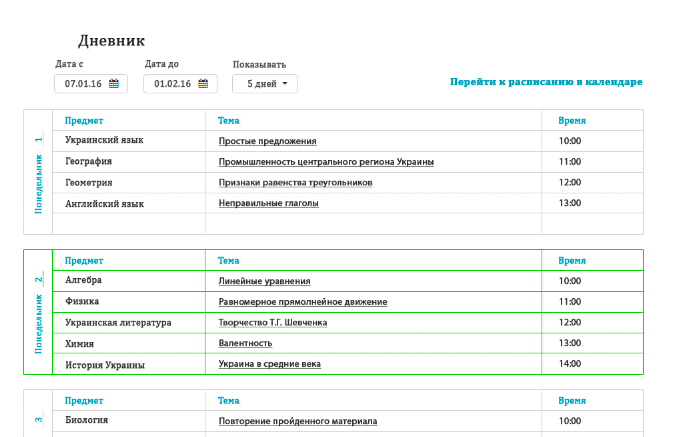 Дневник
Дата с Дата до Показывать
07.01.16 01.02.16 5 дней
Перейти к расписанию в календаре
Понедельник 1
Предмет Тема Время
Украинский язык Простые предложения 10:00
География Промышленность центрального региона Украины 11:00
Геометрия Признаки равенства треугольников 12:00
Английский язык Неправильные глаголы 13:00
Понедельник 2
Предмет Тема Время
Алгебра Линейные уравнения 10:00
Физика Равномерное прямолнейное движение 11:00
Украинская литература Творчество Т.Г. Шевченка 12:00
Химия Валентность 13:00
История Украины Украина в средние века 14:00
3
Предмет Тема Время
Биология Повторение пройденного материала 10:00